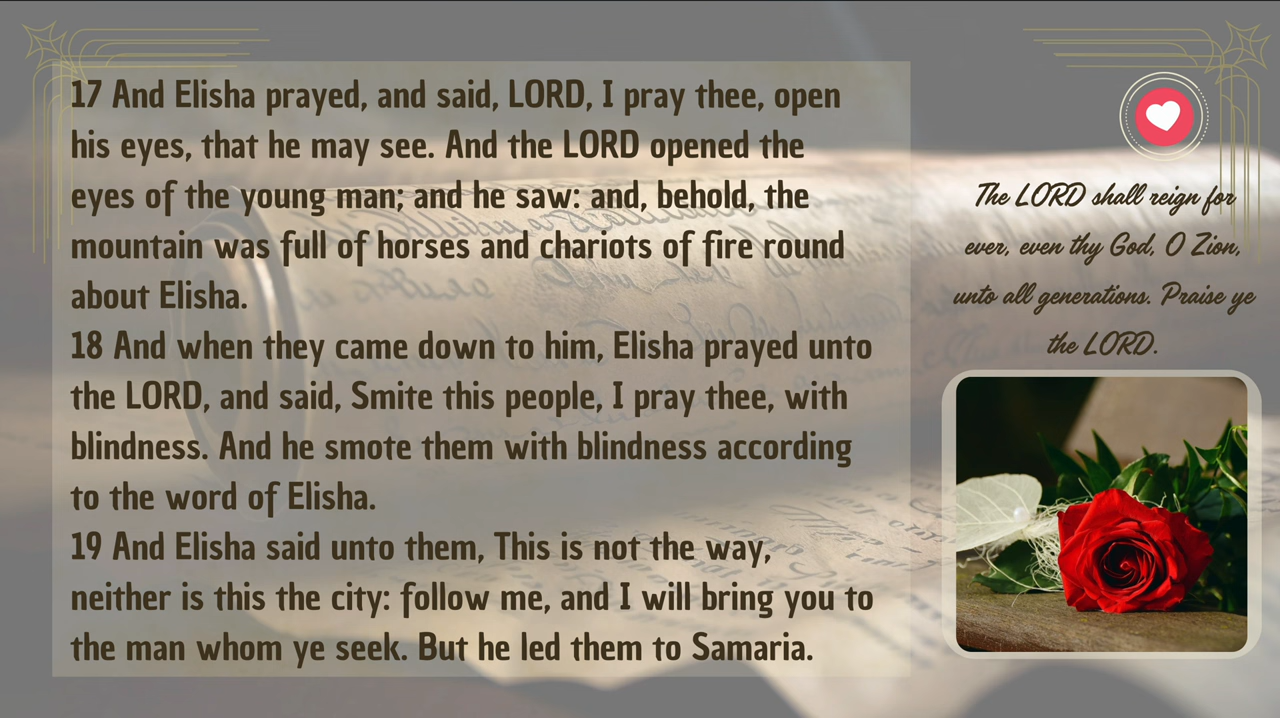 17 And Elisha prayed, and said, LORD, I pray thee, open
his eyes, that he may see. And the LORD opened the
eyes of the young man; and he saw: and, behold, the
mountain was full of horses and chariots of fire round
about Elisha.
18 And when they came down to him, Elisha prayed unto
the LORD, and said, Smite this people, I pray thee, with
blindness. And he smote them with blindness according
to the word of Elisha.
19 And Elisha said unto them, This is not the way,
neither is this the city: follow me, and I will bring you to
the man whom ye seek. But he led them to Samaria.
The LORD shall reign for
ever, even thy God, O Zion,
unto all generations. Praise ye
the LORD.